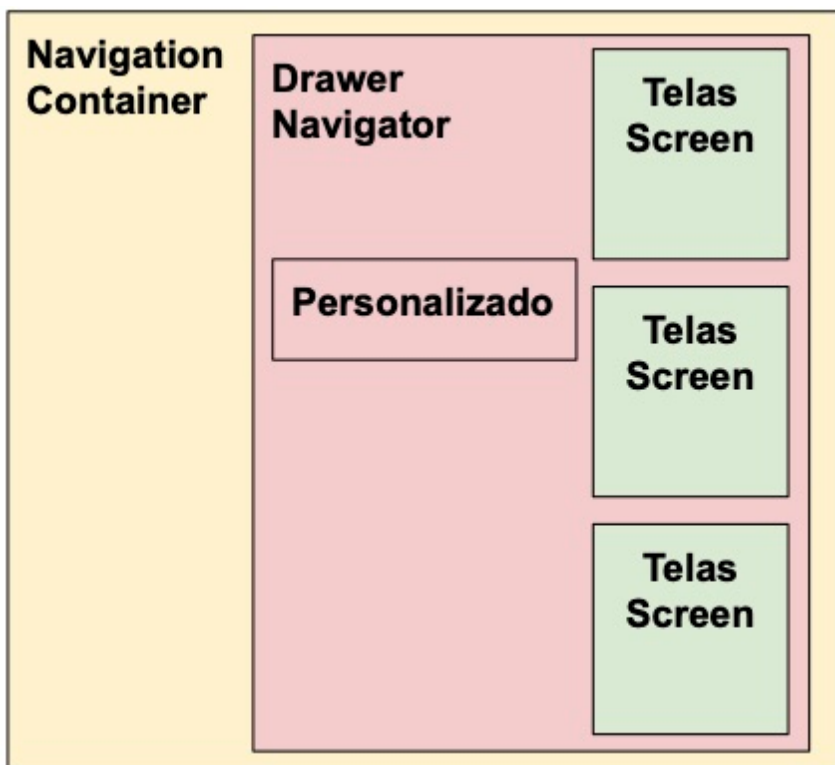 Navigation
Container
Drawer
Navigator
Telas
Screen
Personalizado
Telas
Screen
Telas
Screen